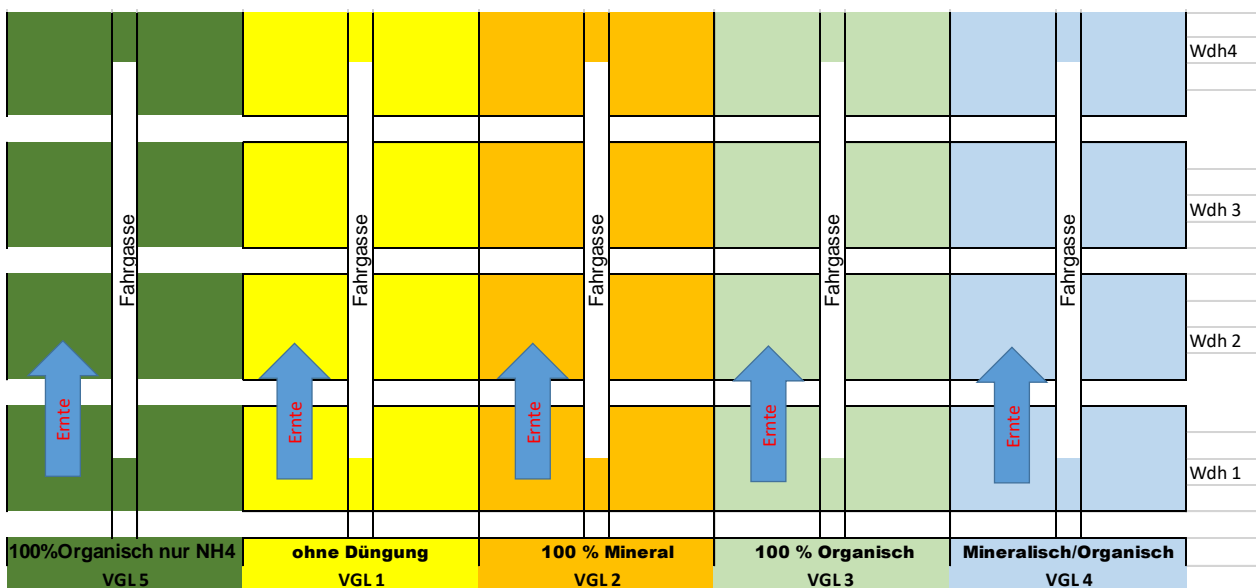 Wdh4
Wdh 3
Fahrgasse
Fahrgasse
Fahrgasse
Fahrgasse
Fahrgasse
Wdh 2
Ernte
Ernte
Ernte
Ernte
Ernte
Wdh 1
100%Organisch nur NH4
ohne Düngung
100 % Mineral
100 % Organisch
Mineralisch/Organisch
VGL 5
VGL 1
VGL 2
VGL 3
VGL 4